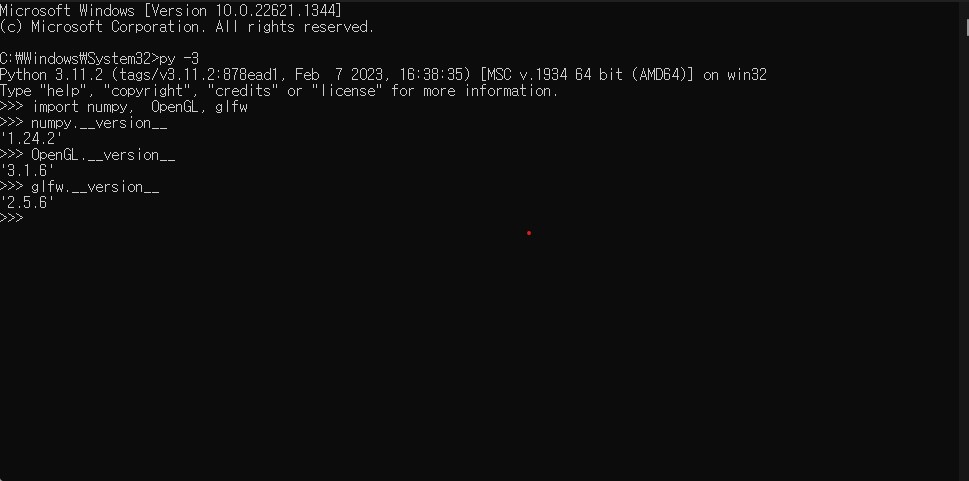 Microsoft Windows [Version 10.0.22621.1344]
(c) Microsoft Corporation. All rights reserved.
C:₩Windows₩System32>py -3
Python 3.11.2 (tags/v3.11.2:878ead1, Feb  7 2023, 16:38:35) [MSC v.1934 64 bit (AMD64)] on win32
Type "help", "copyright", "credits" or "license" for more information.
>>> import numpy,  OpenGL, glfw
>>> numpy.__version__
'1.24.2'
>>> OpenGL.__version__
'3.1.6'
>>> glfw.__version__
'2.5.6'
>>>